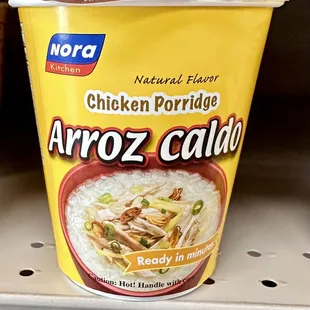 NORA
Kitchen
Natural Flavor
Chicken Porridge
Arroz caldo
Ready in minutes
Caution: Hot! Handle with